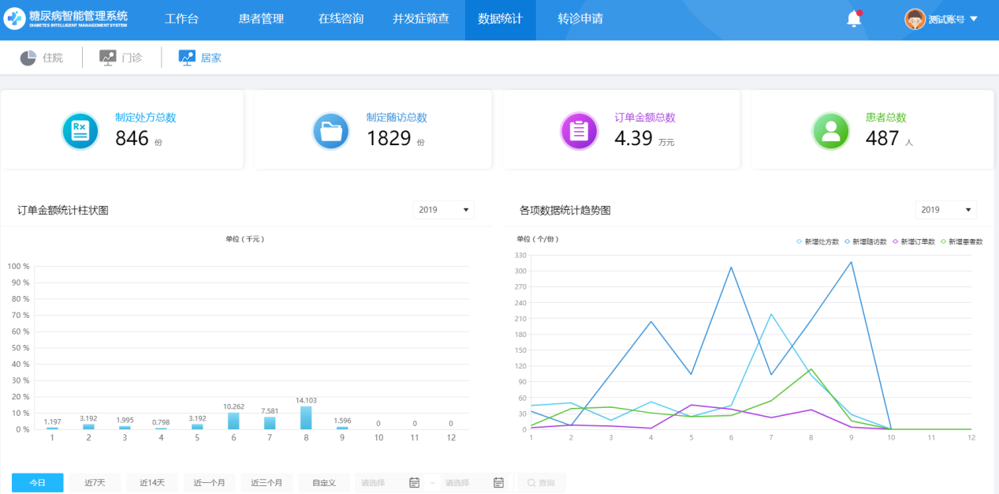 糖尿病智能管理系统
DIABETES INTELLIGENT MANAGEMENT SYSTEM
工作台
患者管理
在线咨询
并发症筛查
数据统计
转诊申请
测试账号
住院
门诊
居家
Rx
制定处方总数
846 份
制定随访总数
1829 份
订单金额总数
4.39 万元
患者总数
487 人
订单金额统计柱状图
2019
单位（千元）
100 %
90 %
80 %
70 %
60 %
50 %
40 %
30 %
20 %
10 %
0 %
1.197
3.192
1.995
0.798
3.192
10.262
7.581
14.103
1.596
0
0
0
1 2 3 4 5 6 7 8 9 10 11 12
各项数据统计趋势图
2019
单位（个/份）
新增处方数 新增随访数 新增订单数 新增患者数
330
300
270
240
210
180
150
120
90
60
30
0
1 2 3 4 5 6 7 8 9 10 11 12
今日
近7天
近14天
近一个月
近三个月
自定义
请选择 – 请选择
查询